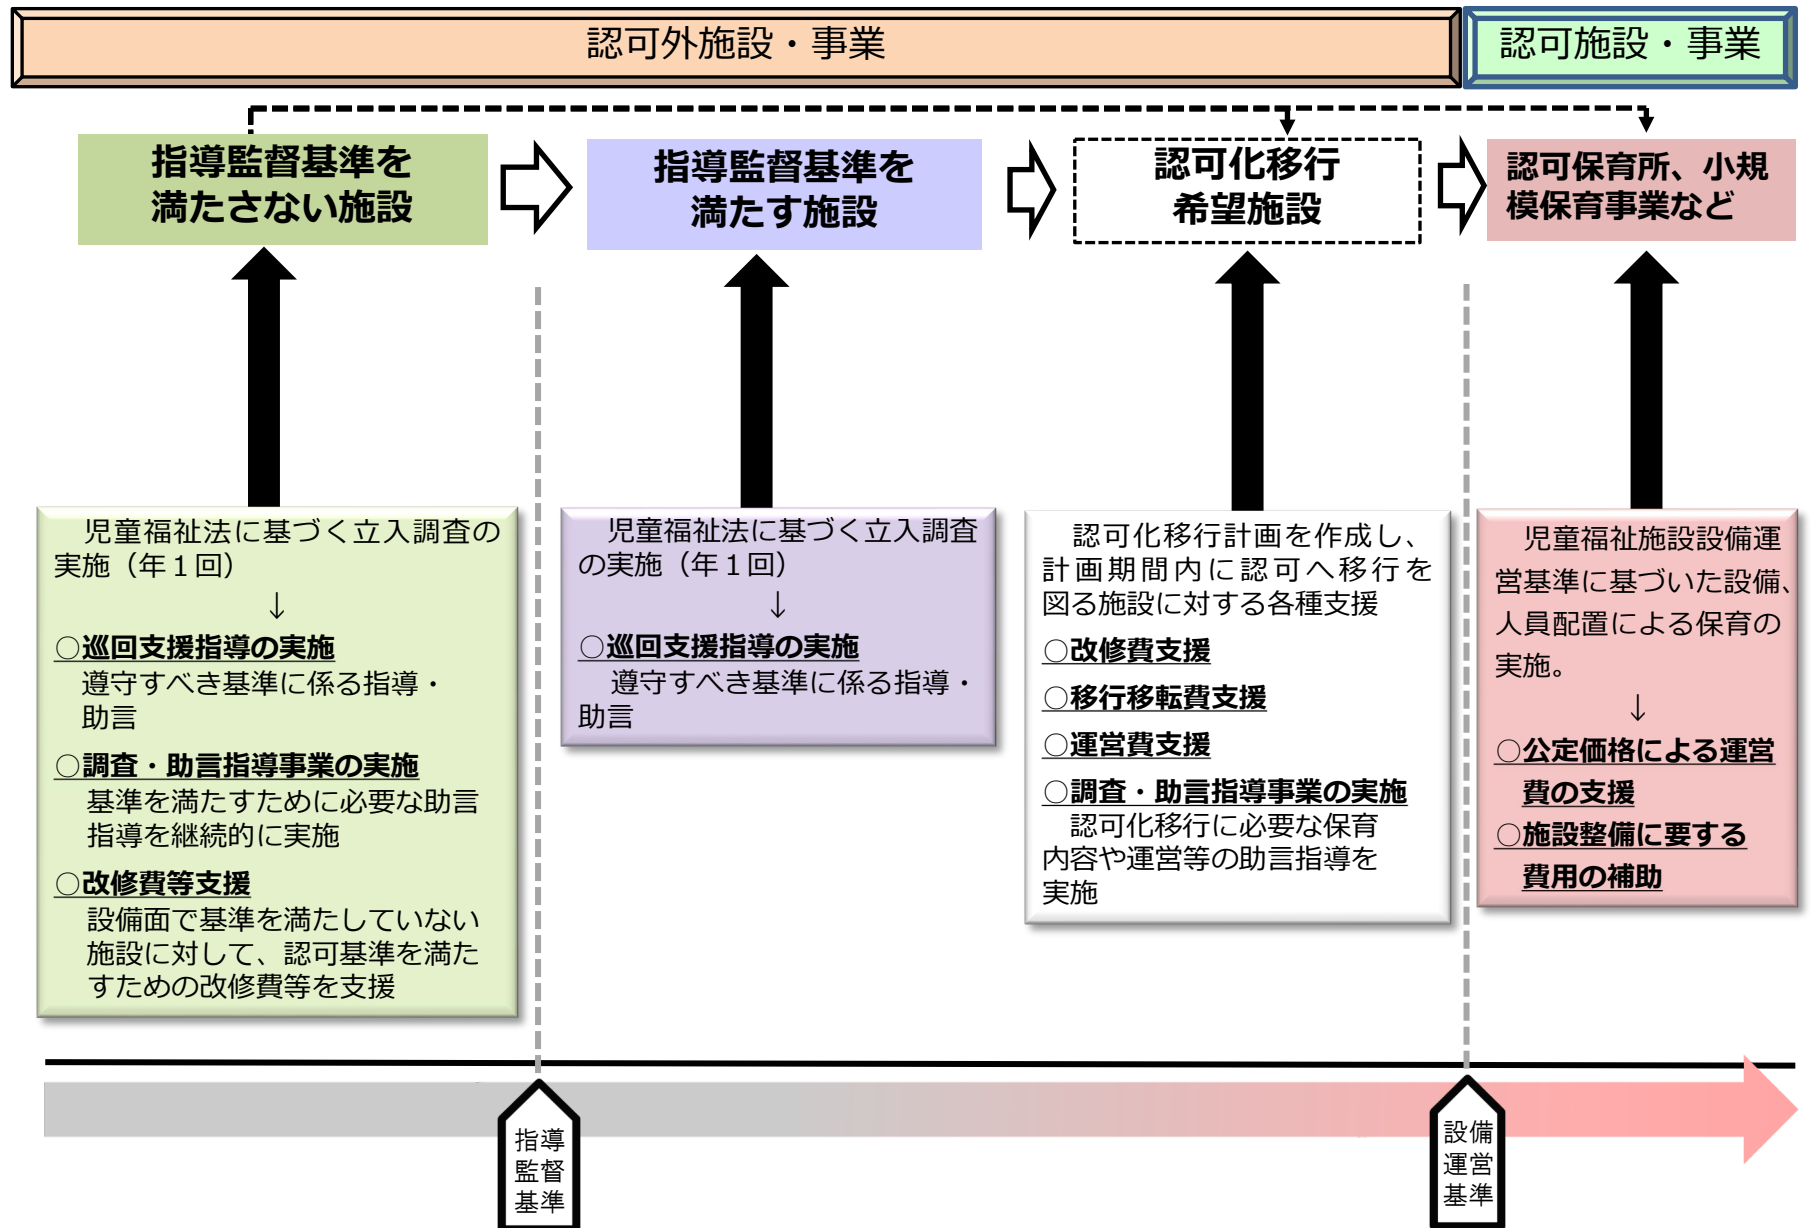 認可外施設・事業
認可施設・事業
指導監督基準を
満たさない施設
指導監督基準を
満たす施設
認可化移行
希望施設
認可保育所、小規
模保育事業など
児童福祉法に基づく立入調査の
実施（年１回）
↓
○巡回支援指導の実施
遵守すべき基準に係る指導・
助言
○調査・助言指導事業の実施
基準を満たすために必要な助言
指導を継続的に実施
○改修費等支援
設備面で基準を満たしていない
施設に対して、認可基準を満た
すための改修費等を支援
児童福祉法に基づく立入調査
の実施（年１回）
↓
○巡回支援指導の実施
遵守すべき基準に係る指導・
助言
認可化移行計画を作成し、
計画期間内に認可へ移行を
図る施設に対する各種支援
○改修費支援
○移行移転費支援
○運営費支援
○調査・助言指導事業の実施
認可化移行に必要な保育
内容や運営等の助言指導を
実施
児童福祉施設設備運
営基準に基づいた設備、
人員配置による保育の
実施。
↓
○公定価格による運営
費の支援
○施設整備に要する
費用の補助
指導
監督
基準
設備
運営
基準